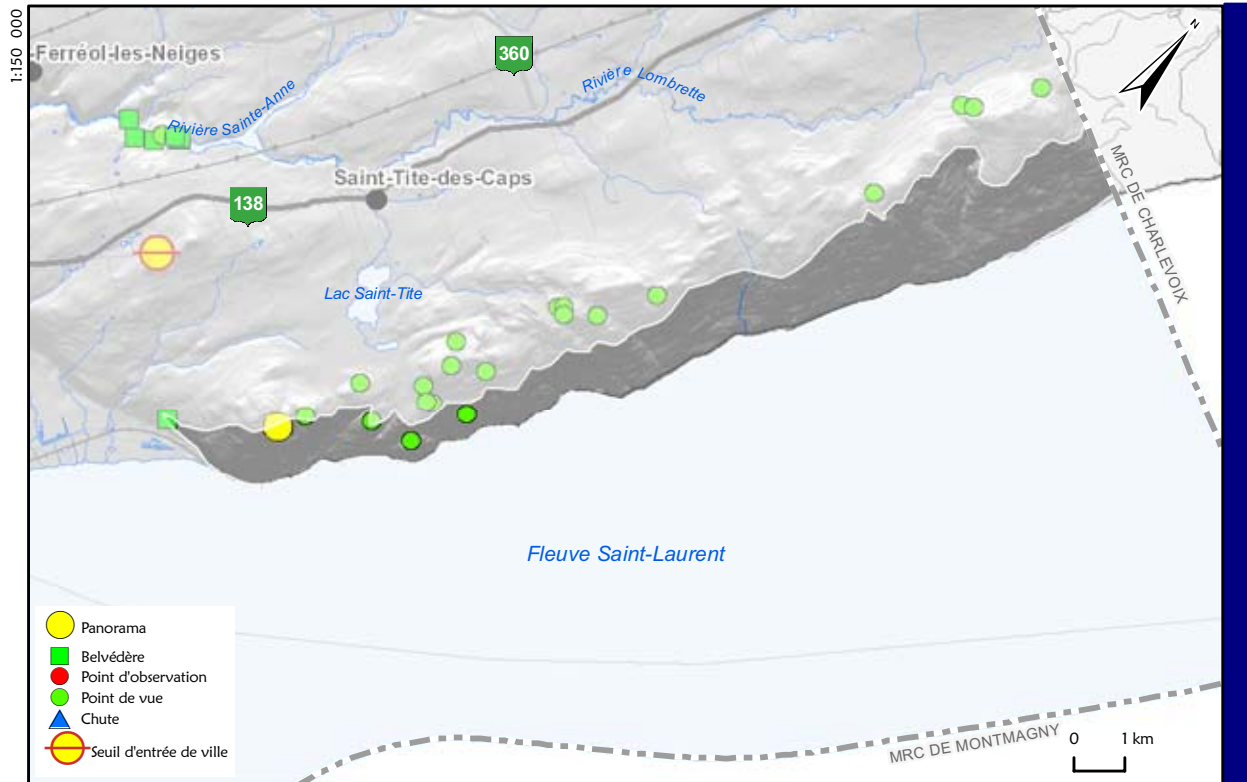 1:150 000
N
Ferréol-les-Neiges
360
Rivière Sainte-Anne
Rivière Lombrette
Saint-Tite-des-Caps
138
MRC DE CHARLEVOIX
Lac Saint-Tite
Fleuve Saint-Laurent
Panorama
Belvédère
Point d'observation
Point de vue
Chute
Seuil d'entrée de ville
MRC DE MONTMAGNY
0 1 km